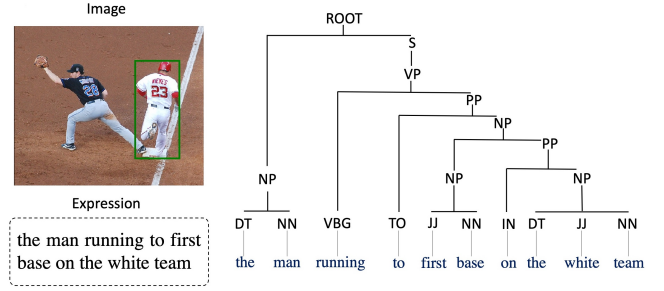 Image
23
28
Expression
the man running to first
base on the white team
ROOT
S
VP
PP
NP
PP
NP
NP
NP
DT NN VBG TO JJ NN IN DT JJ NN
the man running to first base on the white team